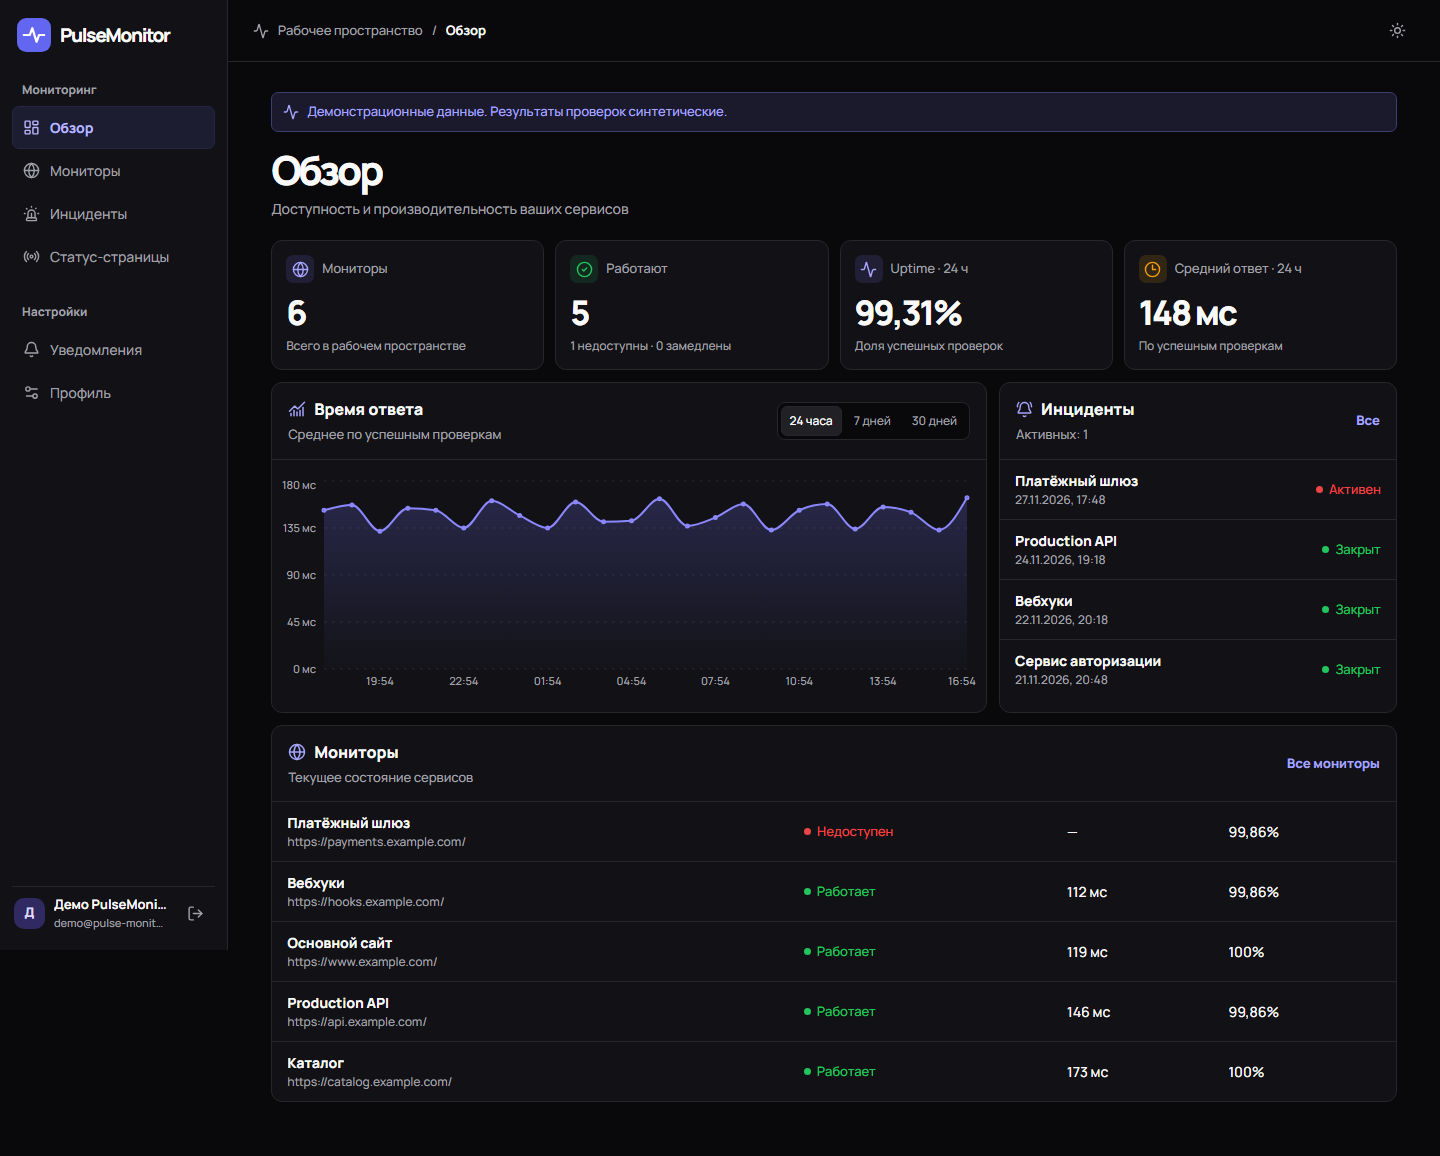 PulseMonitor
Рабочее пространство / Обзор
Мониторинг
Обзор
Мониторы
Инциденты
Статус-страницы
Настройки
Уведомления
Профиль
Д
Демо PulseMoni...
demo@pulse-monit...
Демонстрационные данные. Результаты проверок синтетические.
Обзор
Доступность и производительность ваших сервисов
Мониторы
6
Всего в рабочем пространстве
Работают
5
1 недоступны · 0 замедлены
Uptime · 24 ч
99,31%
Доля успешных проверок
Средний ответ · 24 ч
148 мс
По успешным проверкам
Время ответа
Среднее по успешным проверкам
24 часа 7 дней 30 дней
180 мс
135 мс
90 мс
45 мс
0 мс
19:54 22:54 01:54 04:54 07:54 10:54 13:54 16:54
Инциденты
Активных: 1
Все
Платёжный шлюз
27.11.2026, 17:48
Активен
Production API
24.11.2026, 19:18
Закрыт
Вебхуки
22.11.2026, 20:18
Закрыт
Сервис авторизации
21.11.2026, 20:48
Закрыт
Мониторы
Текущее состояние сервисов
Все мониторы
Платёжный шлюз
https://payments.example.com/
Недоступен — 99,86%
Вебхуки
https://hooks.example.com/
Работает 112 мс 99,86%
Основной сайт
https://www.example.com/
Работает 119 мс 100%
Production API
https://api.example.com/
Работает 146 мс 99,86%
Каталог
https://catalog.example.com/
Работает 173 мс 100%